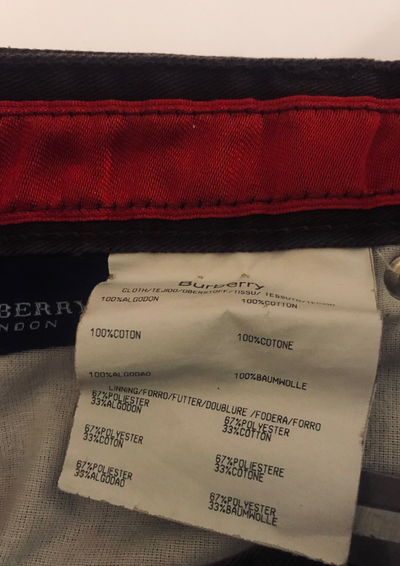 BERRY
NDON
Burberry
CLOTH/TEJIDO/OBERSTOFF/TISSU/ TESSUTO/TECIDO
100%ALGODON 100%COTTON
100%COTON 100%COTONE
100%ALGODAO 100%BAUMWOLLE
LINNING/FORRO/FUTTER/DOUBLURE /FODERA/FORRO
67%POLIESTER 67%POLYESTER
33%ALGODON 33%COTTON
67%POLYESTER 67%POLIESTERE
33%COTON 33%COTONE
67%POLIESTER 67%POLYESTER
33%ALGODAO 33%BAUMWOLLE